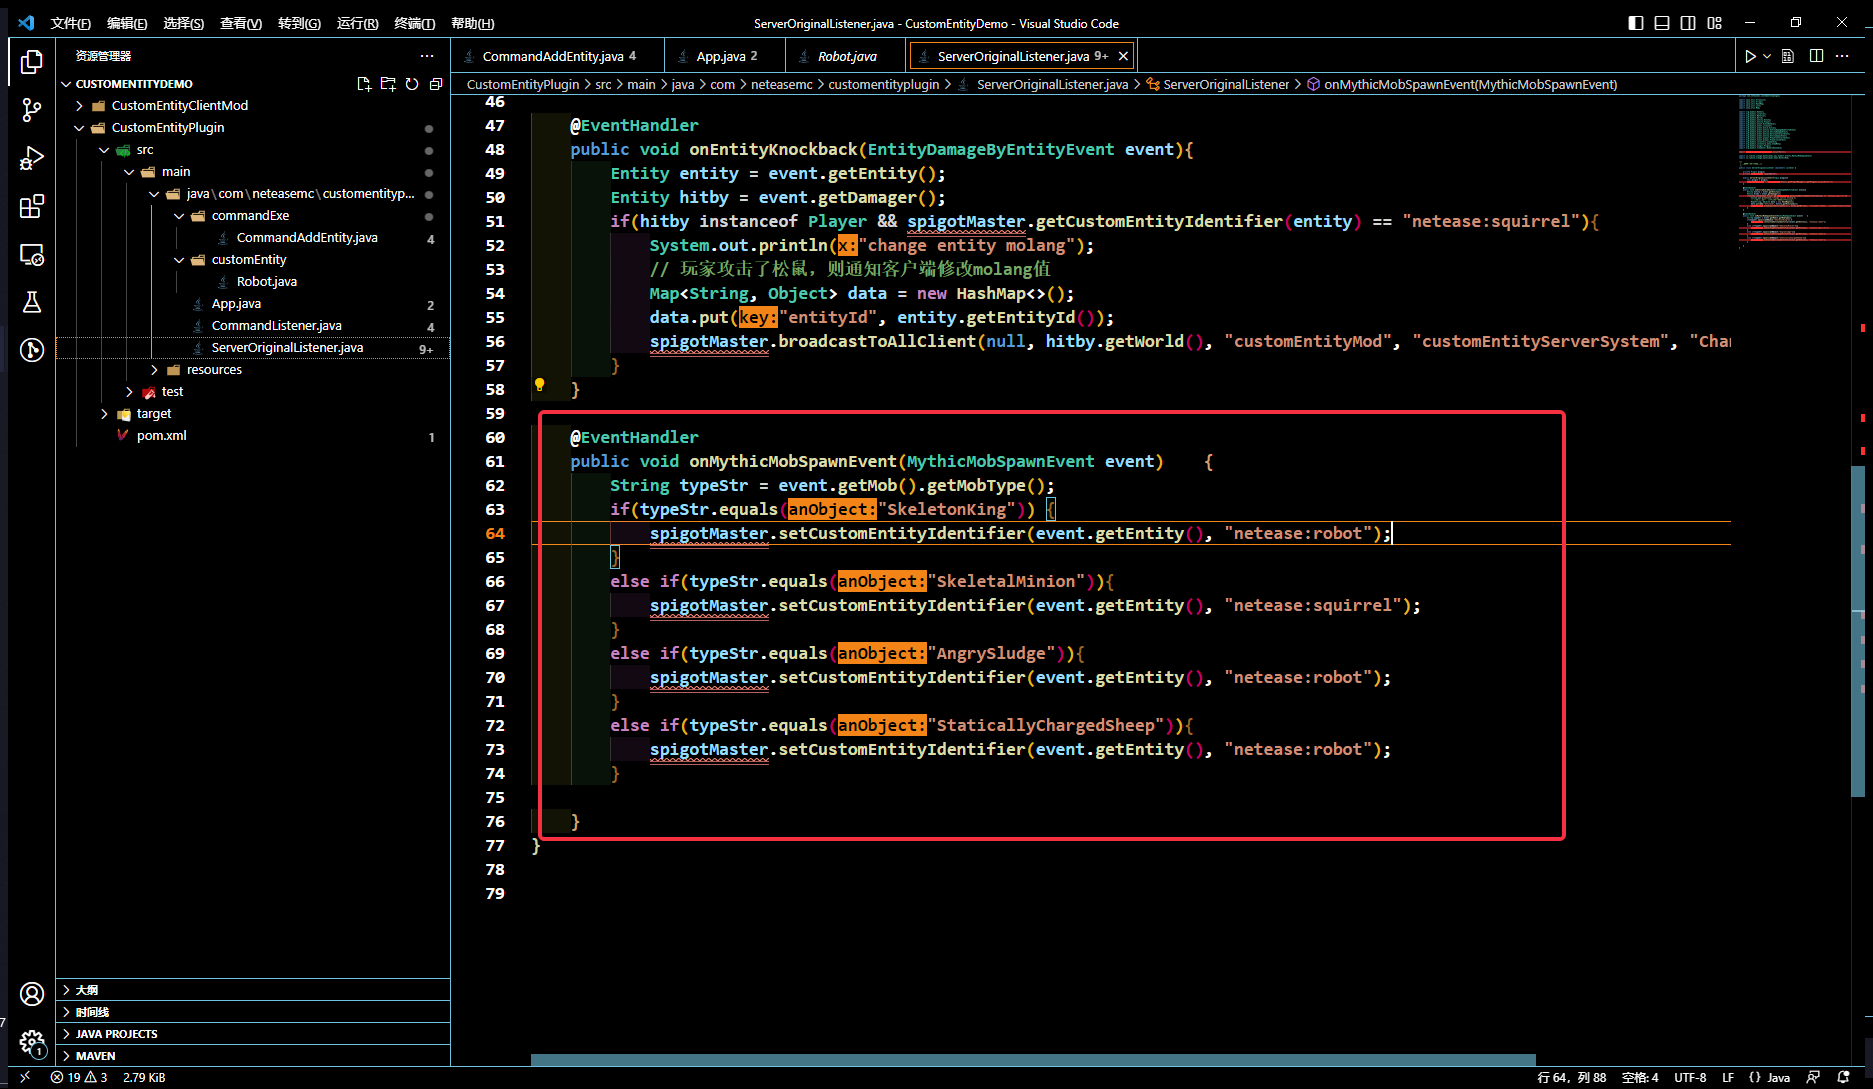 文件(F) 编辑(E) 选择(S) 查看(V) 转到(G) 运行(R) 终端(T) 帮助(H)
ServerOriginalListener.java - CustomEntityDemo - Visual Studio Code
资源管理器
CommandAddEntity.java 4
App.java 2
Robot.java
ServerOriginalListener.java 9+
CUSTOMENTITYDEMO
CustomEntityPlugin > src > main > java > com > neteasemc > customentityplugin > ServerOriginalListener.java > ServerOriginalListener > onMythicMobSpawnEvent(MythicMobSpawnEvent)
CustomEntityClientMod
CustomEntityPlugin
src
main
java\com\neteasemc\customentityp...
commandExe
CommandAddEntity.java 4
customEntity
Robot.java
App.java 2
CommandListener.java 4
ServerOriginalListener.java 9+
resources
test
target
pom.xml 1
大纲
时间线
JAVA PROJECTS
MAVEN
46
47 @EventHandler
48 public void onEntityKnockback(EntityDamageByEntityEvent event){
49 Entity entity = event.getEntity();
50 Entity hitby = event.getDamager();
51 if(hitby instanceof Player && spigotMaster.getCustomEntityIdentifier(entity) == "netease:squirrel"){
52 System.out.println(x:"change entity molang");
53 // 玩家攻击了松鼠，则通知客户端修改molang值
54 Map<String, Object> data = new HashMap<>();
55 data.put(key:"entityId", entity.getEntityId());
56 spigotMaster.broadcastToAllClient(null, hitby.getWorld(), "customEntityMod", "customEntityServerSystem", "Cha
57 }
58 }
59
60 @EventHandler
61 public void onMythicMobSpawnEvent(MythicMobSpawnEvent event) {
62 String typeStr = event.getMob().getMobType();
63 if(typeStr.equals(anObject:"SkeletonKing")) {
64 spigotMaster.setCustomEntityIdentifier(event.getEntity(), "netease:robot");
65 }
66 else if(typeStr.equals(anObject:"SkeletalMinion")){
67 spigotMaster.setCustomEntityIdentifier(event.getEntity(), "netease:squirrel");
68 }
69 else if(typeStr.equals(anObject:"AngrySludge")){
70 spigotMaster.setCustomEntityIdentifier(event.getEntity(), "netease:robot");
71 }
72 else if(typeStr.equals(anObject:"StaticallyChargedSheep")){
73 spigotMaster.setCustomEntityIdentifier(event.getEntity(), "netease:robot");
74 }
75
76 }
77 }
78
79
7
1
19 3 2.79 KiB
行 64，列 88 空格: 4 UTF-8 LF {} Java